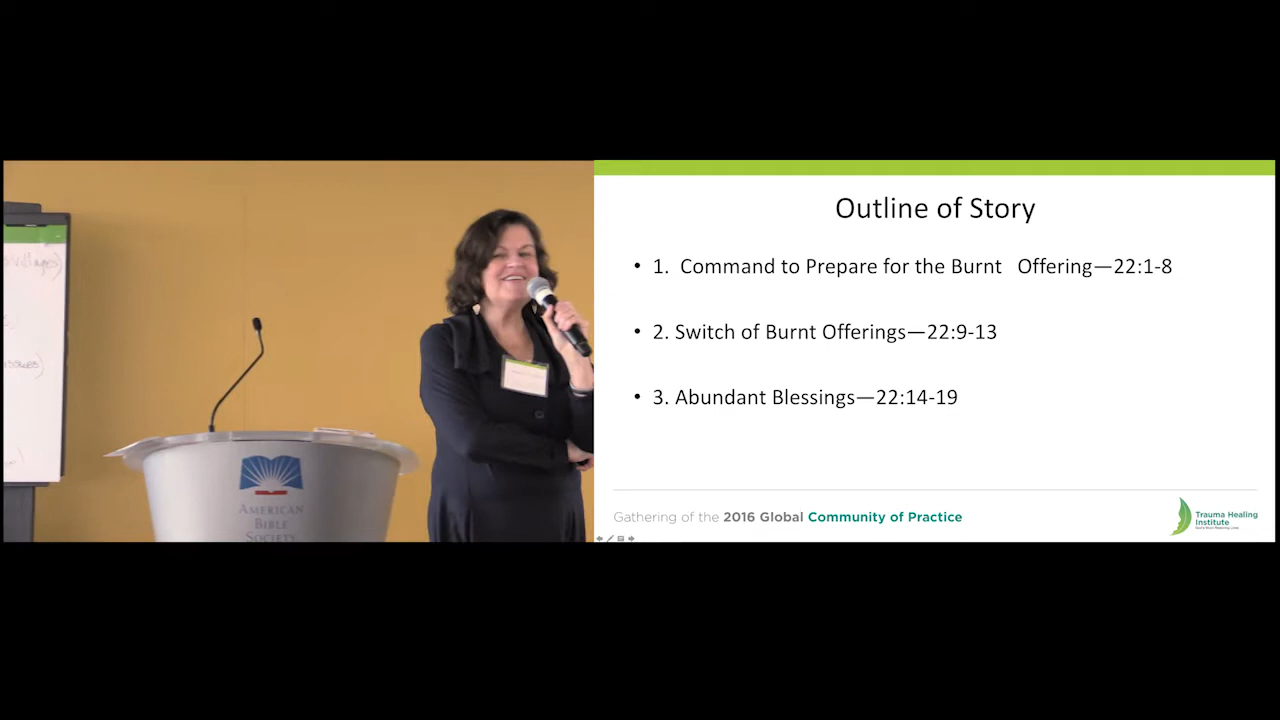 AMERICAN
BIBLE
SOCIETY
Outline of Story
• 1. Command to Prepare for the Burnt Offering—22:1-8
• 2. Switch of Burnt Offerings—22:9-13
• 3. Abundant Blessings—22:14-19
Gathering of the 2016 Global Community of Practice
Trauma Healing
Institute